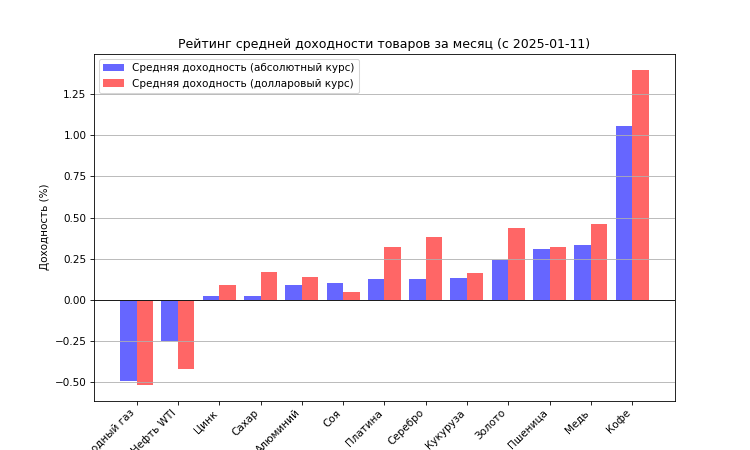 Рейтинг средней доходности товаров за месяц (с 2025-01-11)
Средняя доходность (абсолютный курс)
Средняя доходность (долларовый курс)
Доходность (%)
1.25
1.00
0.75
0.50
0.25
0.00
−0.25
−0.50
газ
Нефть WTI
Цинк
Сахар
Алюминий
Соя
Платина
Серебро
Кукуруза
Золото
Пшеница
Медь
Кофе